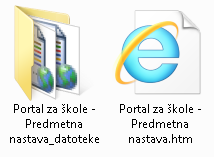 Portal za škole -
Predmetna
nastava_datoteke
Portal za škole -
Predmetna
nastava.htm